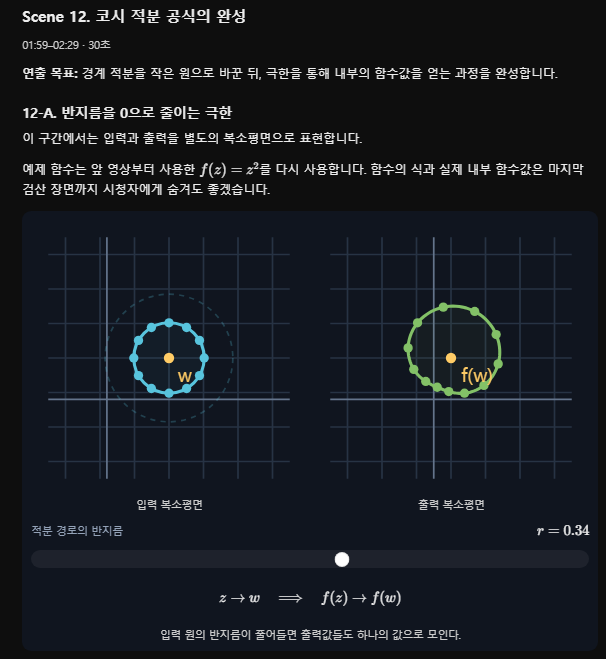 Scene 12. 코시 적분 공식의 완성
01:59–02:29 · 30초
연출 목표: 경계 적분을 작은 원으로 바꾼 뒤, 극한을 통해 내부의 함수값을 얻는 과정을 완성합니다.
12-A. 반지름을 0으로 줄이는 극한
이 구간에서는 입력과 출력을 별도의 복소평면으로 표현합니다.
예제 함수는 앞 영상부터 사용한 f(z) = z²를 다시 사용합니다. 함수의 식과 실제 내부 함수값은 마지막
검산 장면까지 시청자에게 숨겨도 좋겠습니다.
w
f(w)
입력 복소평면
출력 복소평면
적분 경로의 반지름
r = 0.34
z → w ⟹ f(z) → f(w)
입력 원의 반지름이 줄어들면 출력값들도 하나의 값으로 모인다.